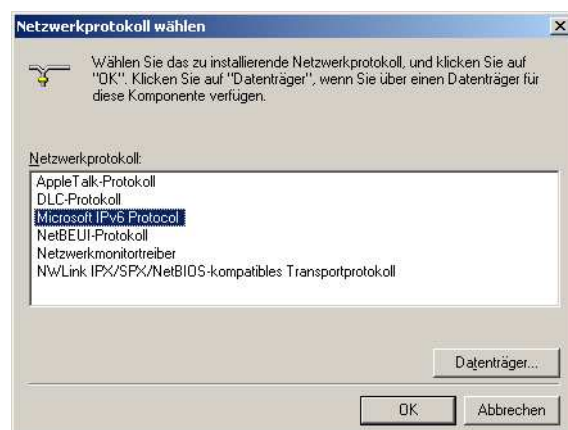 Netzwerkprotokoll wählen
Wählen Sie das zu installierende Netzwerkprotokoll, und klicken Sie auf
"OK". Klicken Sie auf "Datenträger", wenn Sie über einen Datenträger für
diese Komponente verfügen.
Netzwerkprotokoll:
AppleTalk-Protokoll
DLC-Protokoll
Microsoft IPv6 Protocol
NetBEUI-Protokoll
Netzwerkmonitortreiber
NWLink IPX/SPX/NetBIOS-kompatibles Transportprotokoll
Datenträger...
OK
Abbrechen